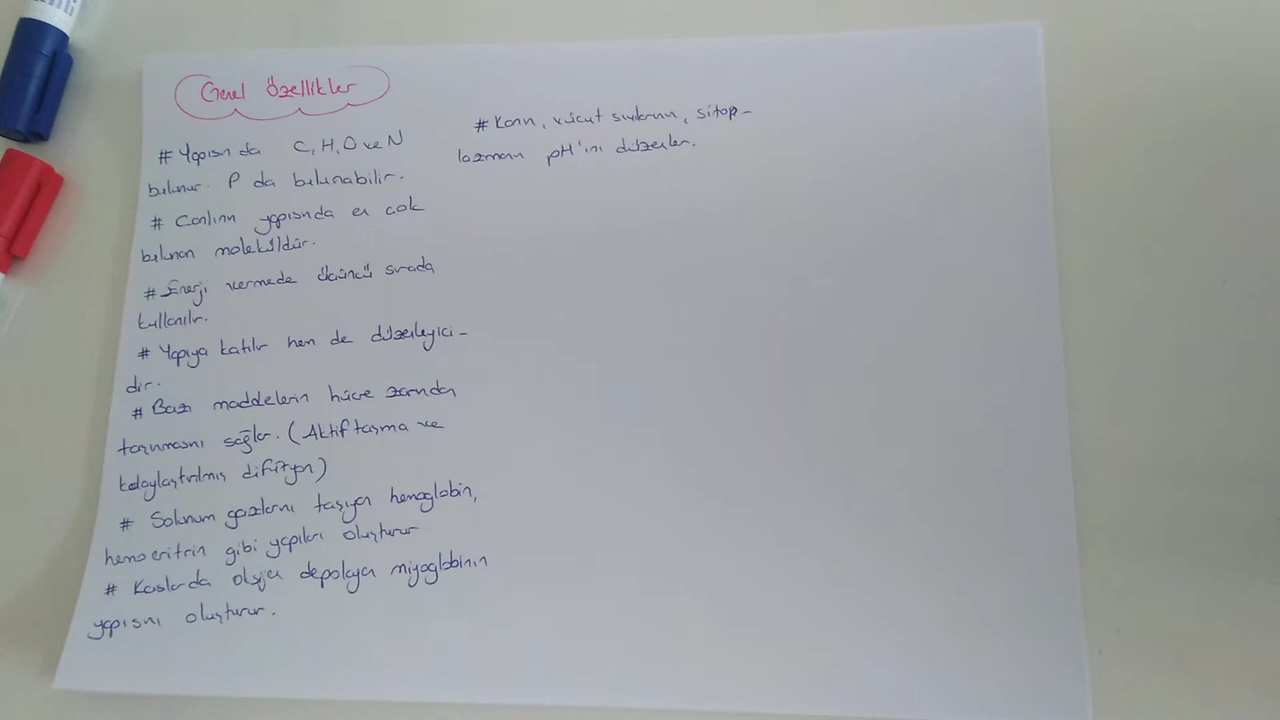 Genel Özellikler
# Yapısında C, H, O ve N
bulunur. P da bulunabilir.
# Canlının yapısında en çok
bulunan moleküldür.
# Enerji vermede üçüncü sırada
kullanılır.
# Yapıya katılır hem de düzenleyici-
dir.
# Bazı maddelerin hücre zarında
taşınmasını sağlar. (Aktif taşıma ve
kolaylaştırılmış difüzyon)
# Solunum gazlarını taşıyan hemoglobin,
hemoeritrin gibi yapıları oluşturur
# Kaslarda oksijen depolayan miyoglobinin
yapısını oluşturur.
# Kanın, vücut sıvılarının, sitop-
lazmanın pH'ını düzenler.